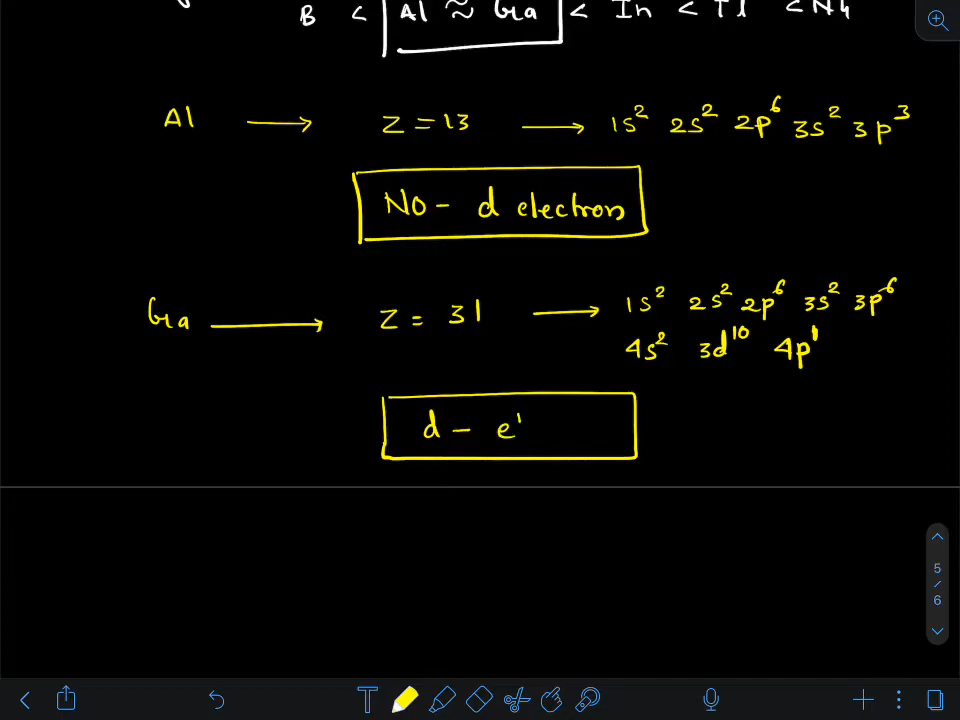 B < Al ≈ Ga < In < Tl < Nh
Al ⟶ Z = 13 ⟶ 1s² 2s² 2p⁶ 3s² 3p³
NO - d electron
Ga ⟶ Z = 31 ⟶ 1s² 2s² 2p⁶ 3s² 3p⁶
4s² 3d¹⁰ 4p¹
d - e'
5
/
6
T